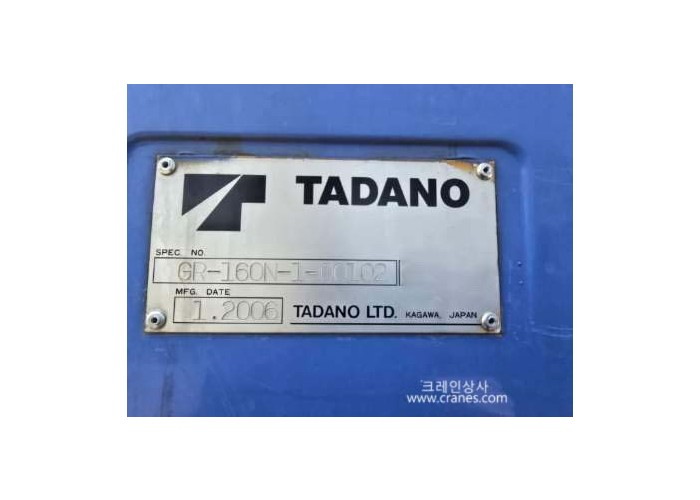 TADANO
SPEC. NO.
GR-160N-1-00102
MFG. DATE
1.2006 TADANO LTD. KAGAWA, JAPAN
크레인상사
www.cranes.com